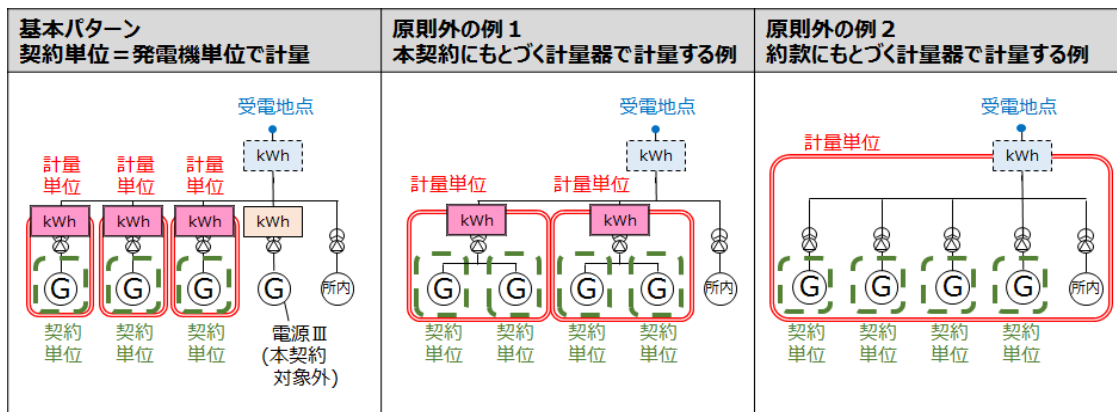 基本パターン
契約単位=発電機単位で計量
原則外の例1
本契約にもとづく計量器で計量する例
原則外の例2
約款にもとづく計量器で計量する例
受電地点
kWh
計量
単位
計量
単位
計量
単位
kWh
kWh
kWh
kWh
G
G
G
G
所内
契約
単位
契約
単位
契約
単位
電源Ⅲ
(本契約
対象外)
受電地点
kWh
計量単位
計量単位
kWh
kWh
G
G
G
G
所内
契約
単位
契約
単位
契約
単位
契約
単位
受電地点
計量単位
kWh
G
G
G
G
所内
契約
単位
契約
単位
契約
単位
契約
単位